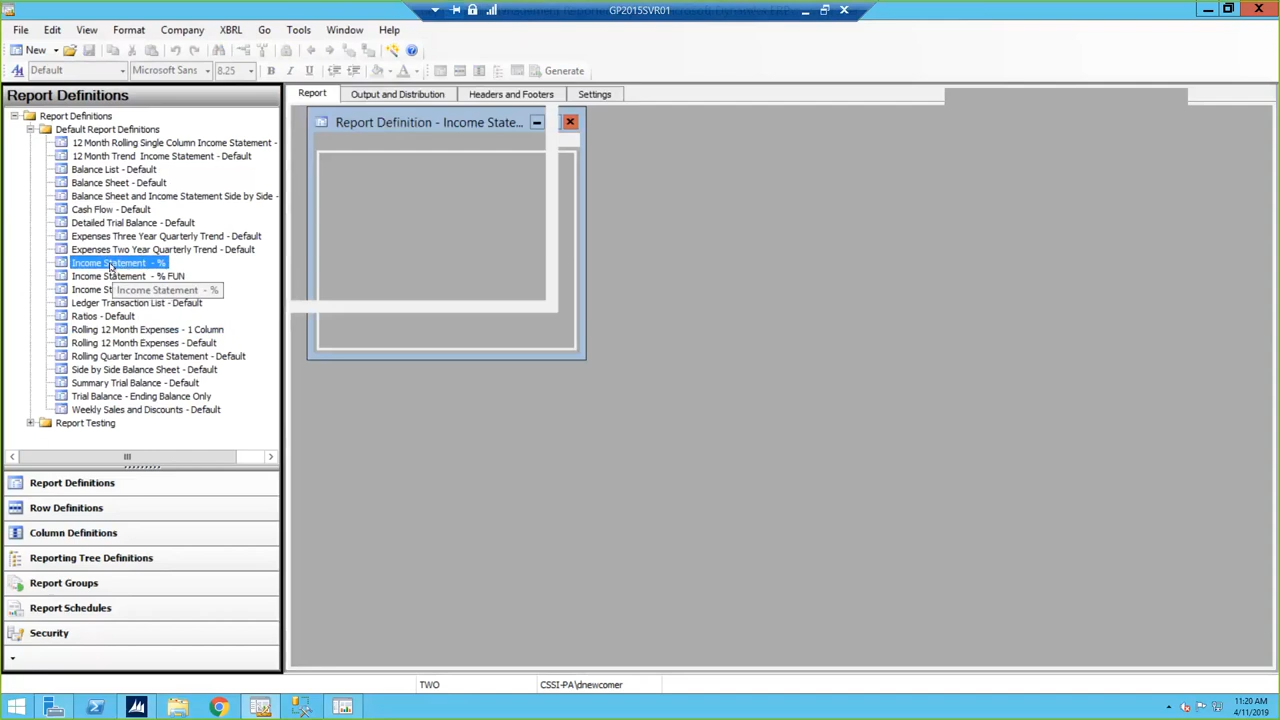 GP2015SVR01
File Edit View Format Company XBRL Go Tools Window Help
New
Default Microsoft Sans 8.25 B I U A Generate
Report Definitions
Report Output and Distribution Headers and Footers Settings
Report Definitions
Default Report Definitions
12 Month Rolling Single Column Income Statement -
12 Month Trend Income Statement - Default
Balance List - Default
Balance Sheet - Default
Balance Sheet and Income Statement Side by Side -
Cash Flow - Default
Detailed Trial Balance - Default
Expenses Three Year Quarterly Trend - Default
Expenses Two Year Quarterly Trend - Default
Income Statement - %
Income Statement - % FUN
Income St
Income Statement - %
Ledger Transaction List - Default
Ratios - Default
Rolling 12 Month Expenses - 1 Column
Rolling 12 Month Expenses - Default
Rolling Quarter Income Statement - Default
Side by Side Balance Sheet - Default
Summary Trial Balance - Default
Trial Balance - Ending Balance Only
Weekly Sales and Discounts - Default
Report Testing
Report Definition - Income State...
Report Definitions
Row Definitions
Column Definitions
Reporting Tree Definitions
Report Groups
Report Schedules
Security
TWO CSSI-PA\dnewcomer
11:20 AM
4/11/2019